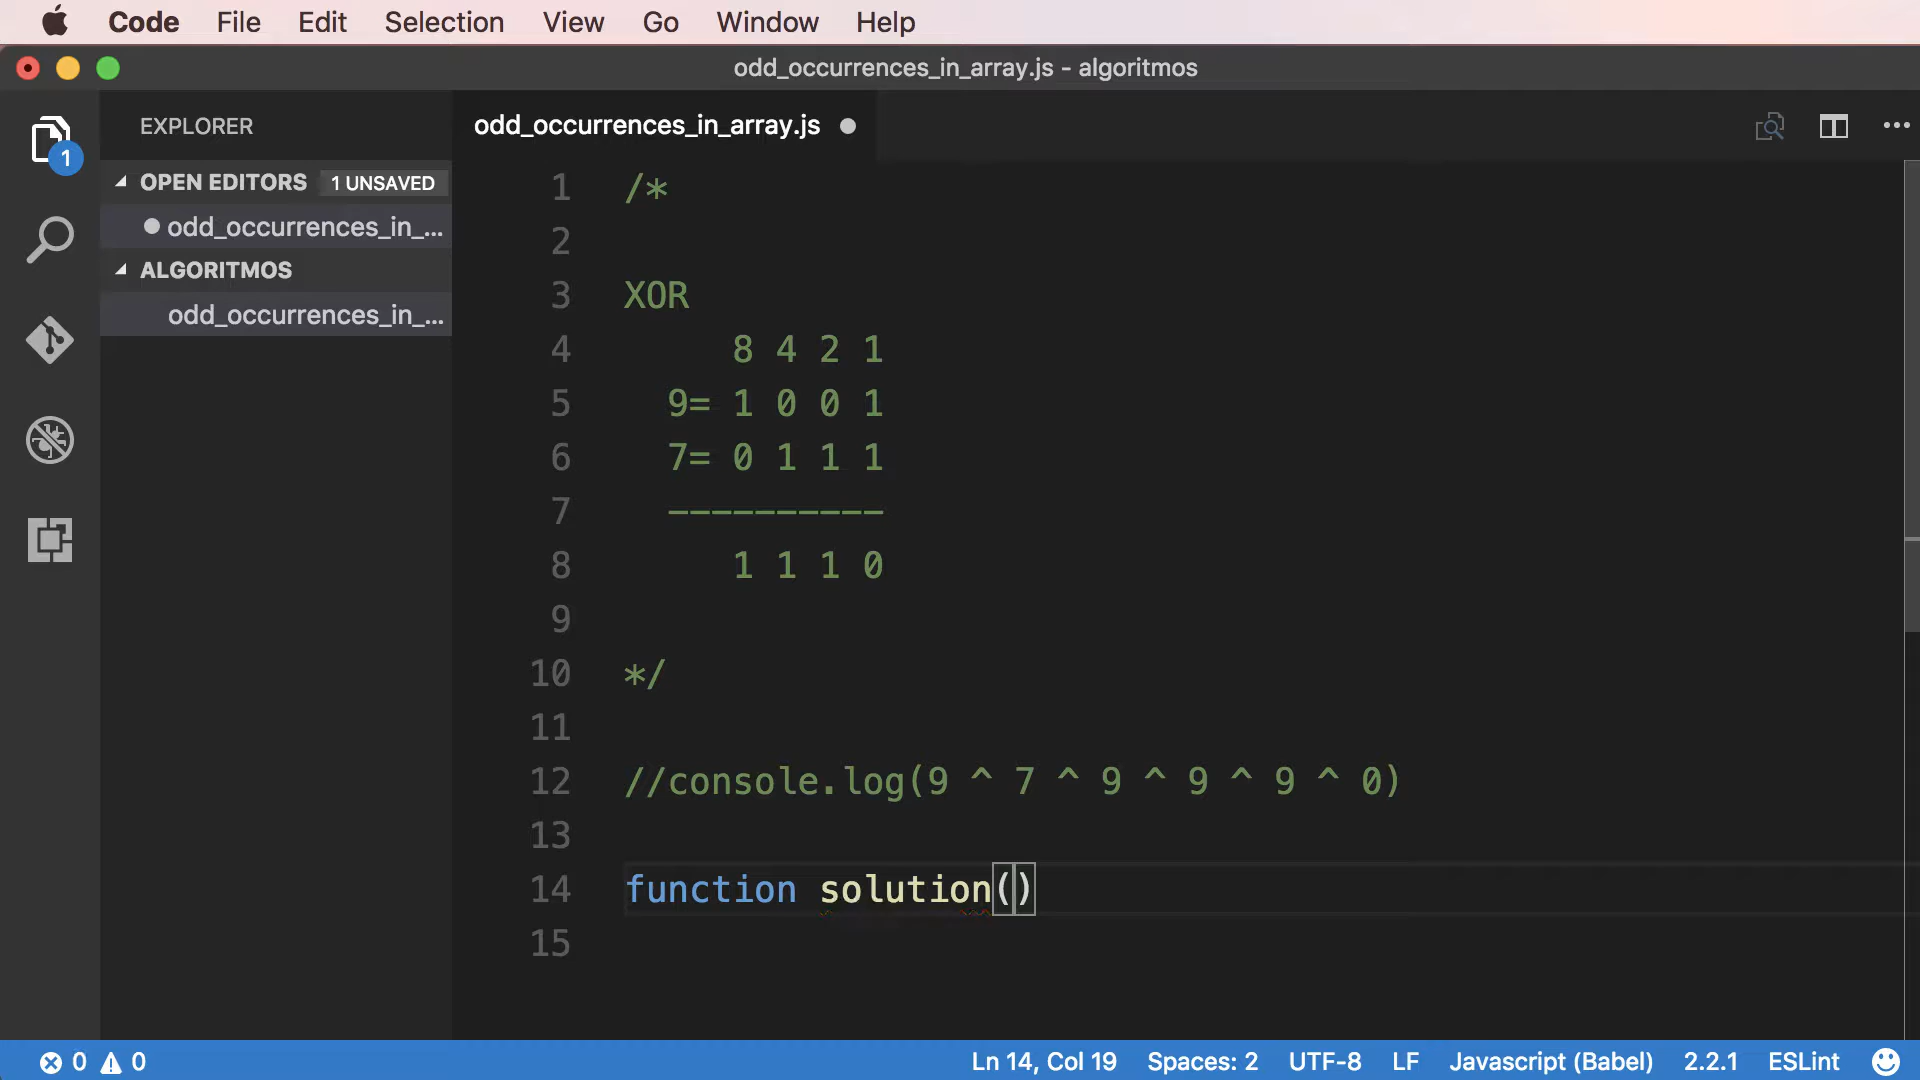 Code File Edit Selection View Go Window Help
odd_occurrences_in_array.js - algoritmos
EXPLORER
1
OPEN EDITORS 1 UNSAVED
odd_occurrences_in_...
ALGORITMOS
odd_occurrences_in_...
odd_occurrences_in_array.js
1 /*
2
3 XOR
4 8 4 2 1
5 9= 1 0 0 1
6 7= 0 1 1 1
7 ----------
8 1 1 1 0
9
10 */
11
12 //console.log(9 ^ 7 ^ 9 ^ 9 ^ 9 ^ 0)
13
14 function solution()
15
0 0 Ln 14, Col 19 Spaces: 2 UTF-8 LF Javascript (Babel) 2.2.1 ESLint